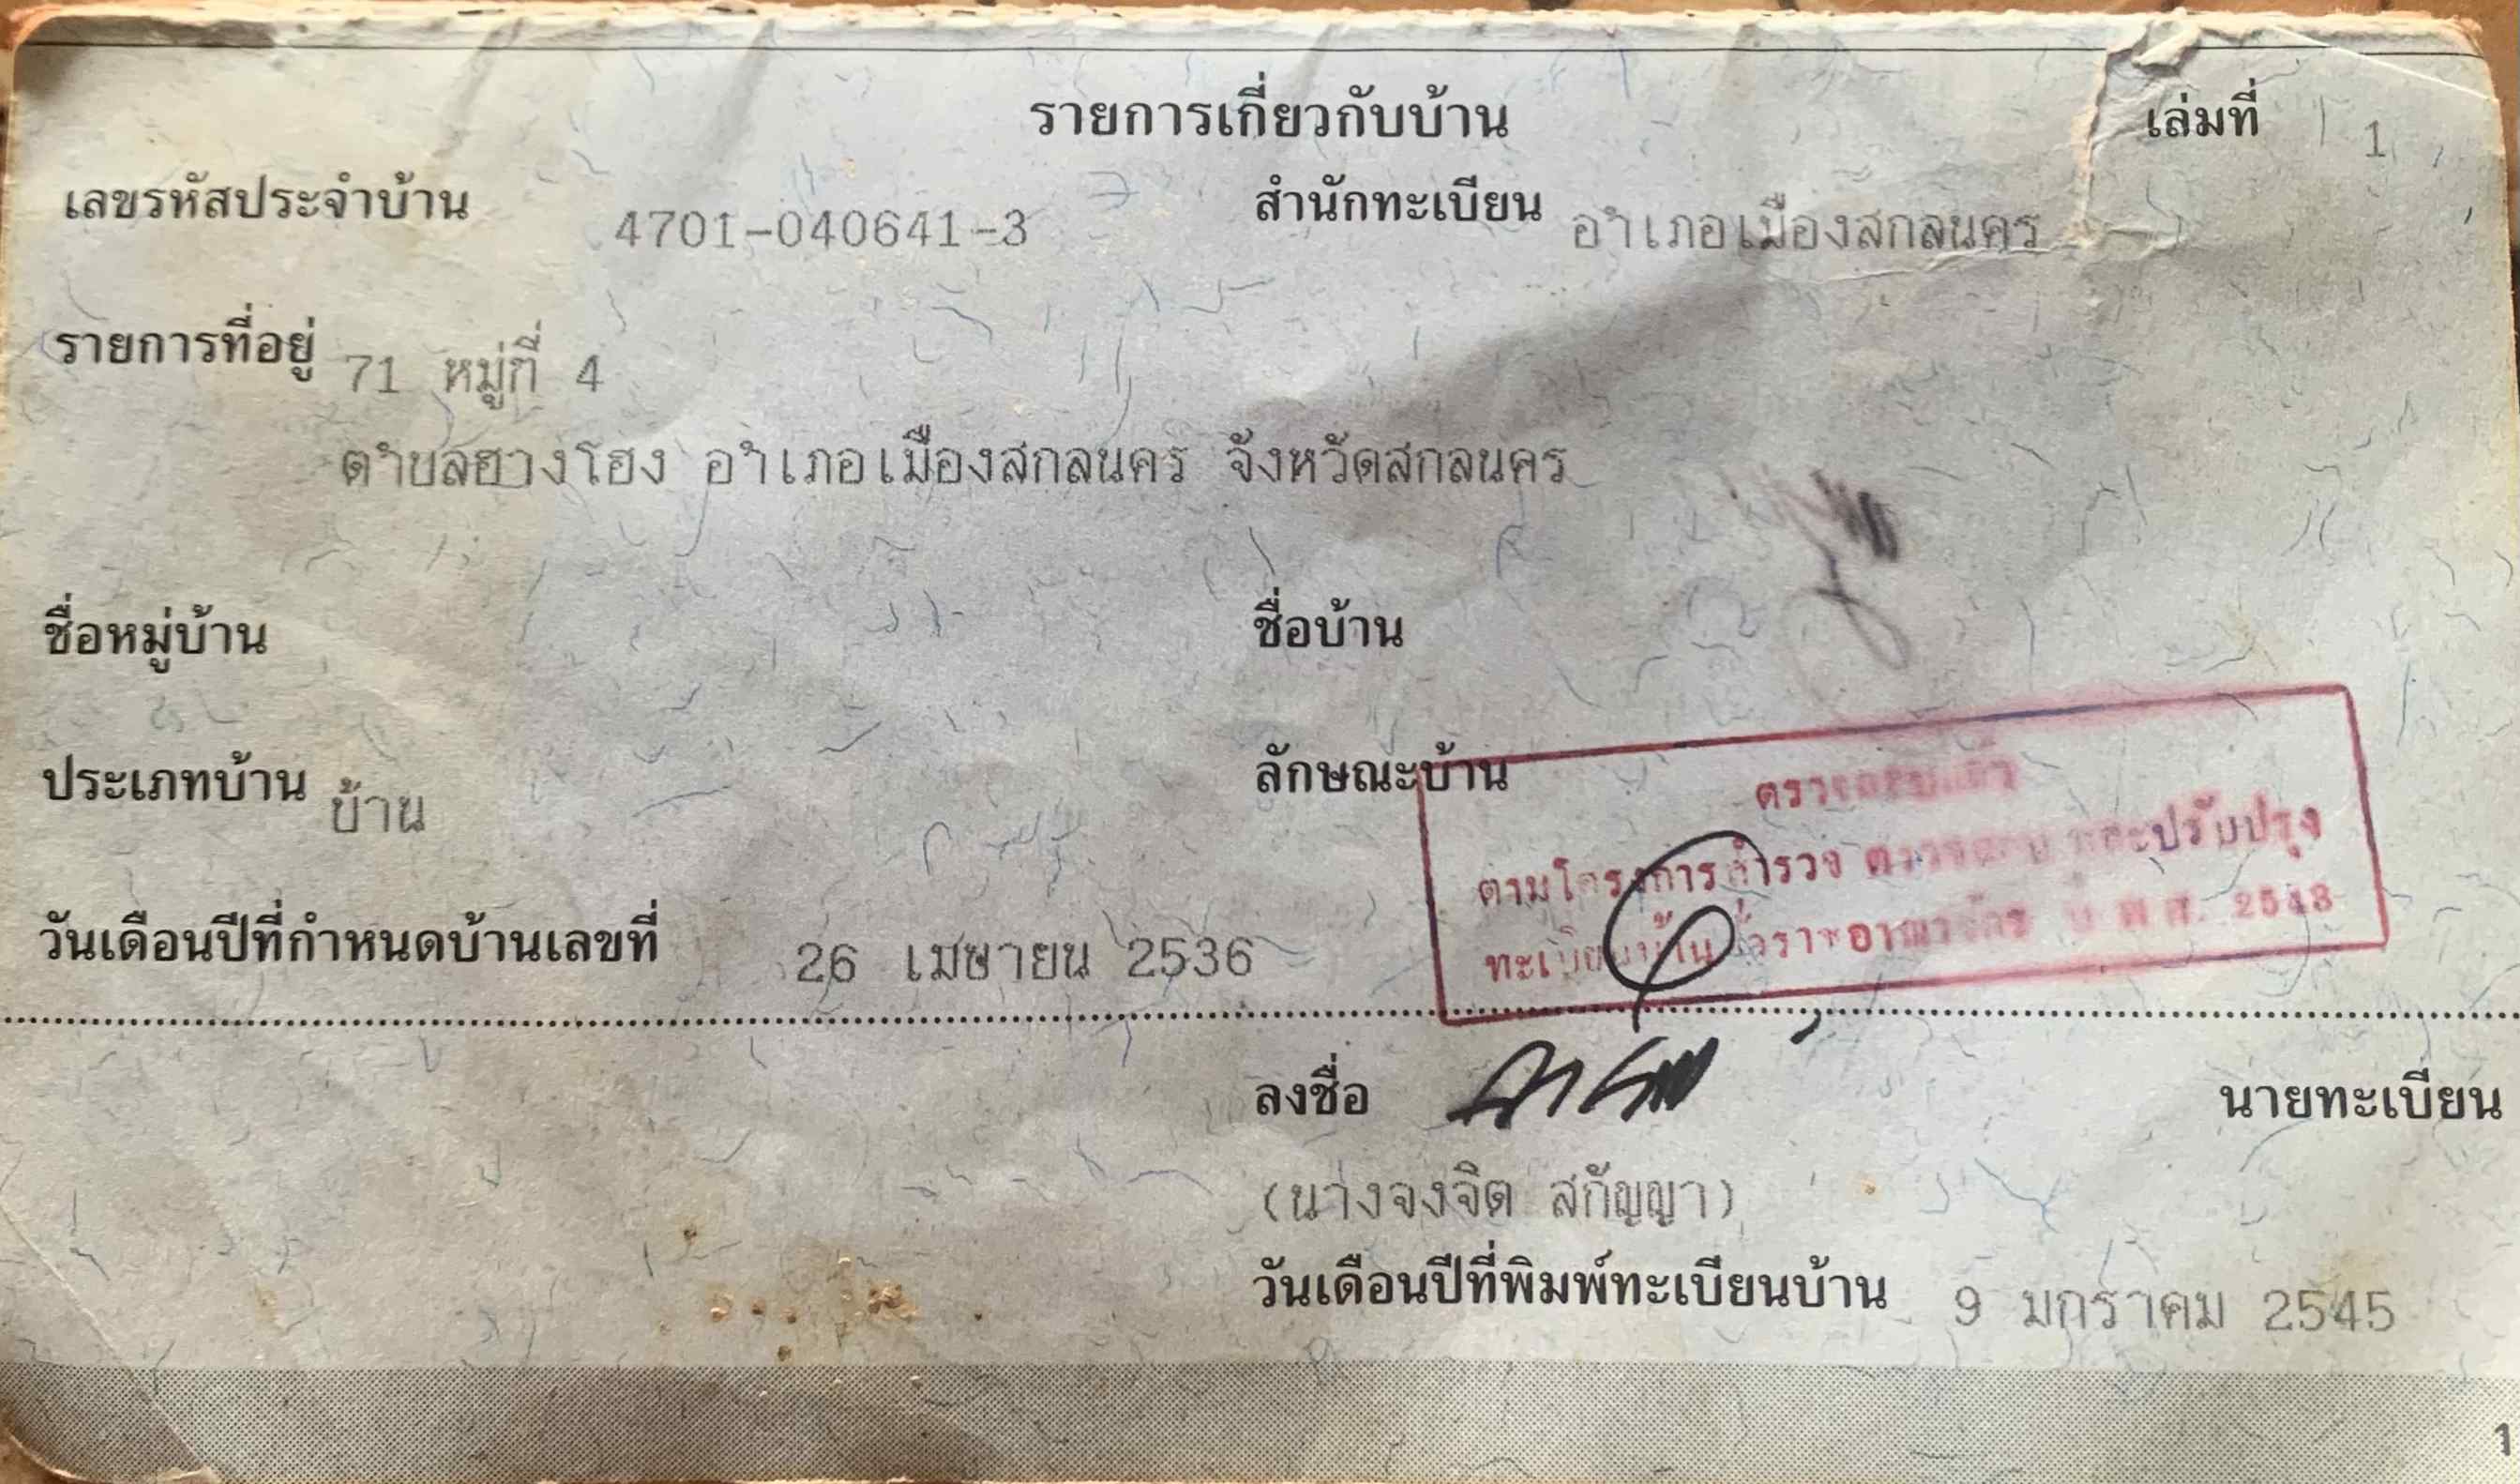 รายการเกี่ยวกับบ้าน เล่มที่ 1
เลขรหัสประจำบ้าน 4701-040641-3 สำนักทะเบียน อำเภอเมืองสกลนคร
รายการที่อยู่ 71 หมู่ที่ 4
ตำบลฮางโฮง อำเภอเมืองสกลนคร จังหวัดสกลนคร
ชื่อหมู่บ้าน ชื่อบ้าน
ประเภทบ้าน บ้าน ลักษณะบ้าน
ตรวจสอบแล้ว
ตามโครงการสำรวจ ตรวจสอบ และปรับปรุง
ทะเบียนบ้านทั่วราชอาณาจักร ปี พ.ศ.
วันเดือนปีที่กำหนดบ้านเลขที่ 26 เมษายน 2536
ลงชื่อ นายทะเบียน
(นางจงจิต สกัญญา)
วันเดือนปีที่พิมพ์ทะเบียนบ้าน 9 มกราคม 2545
1